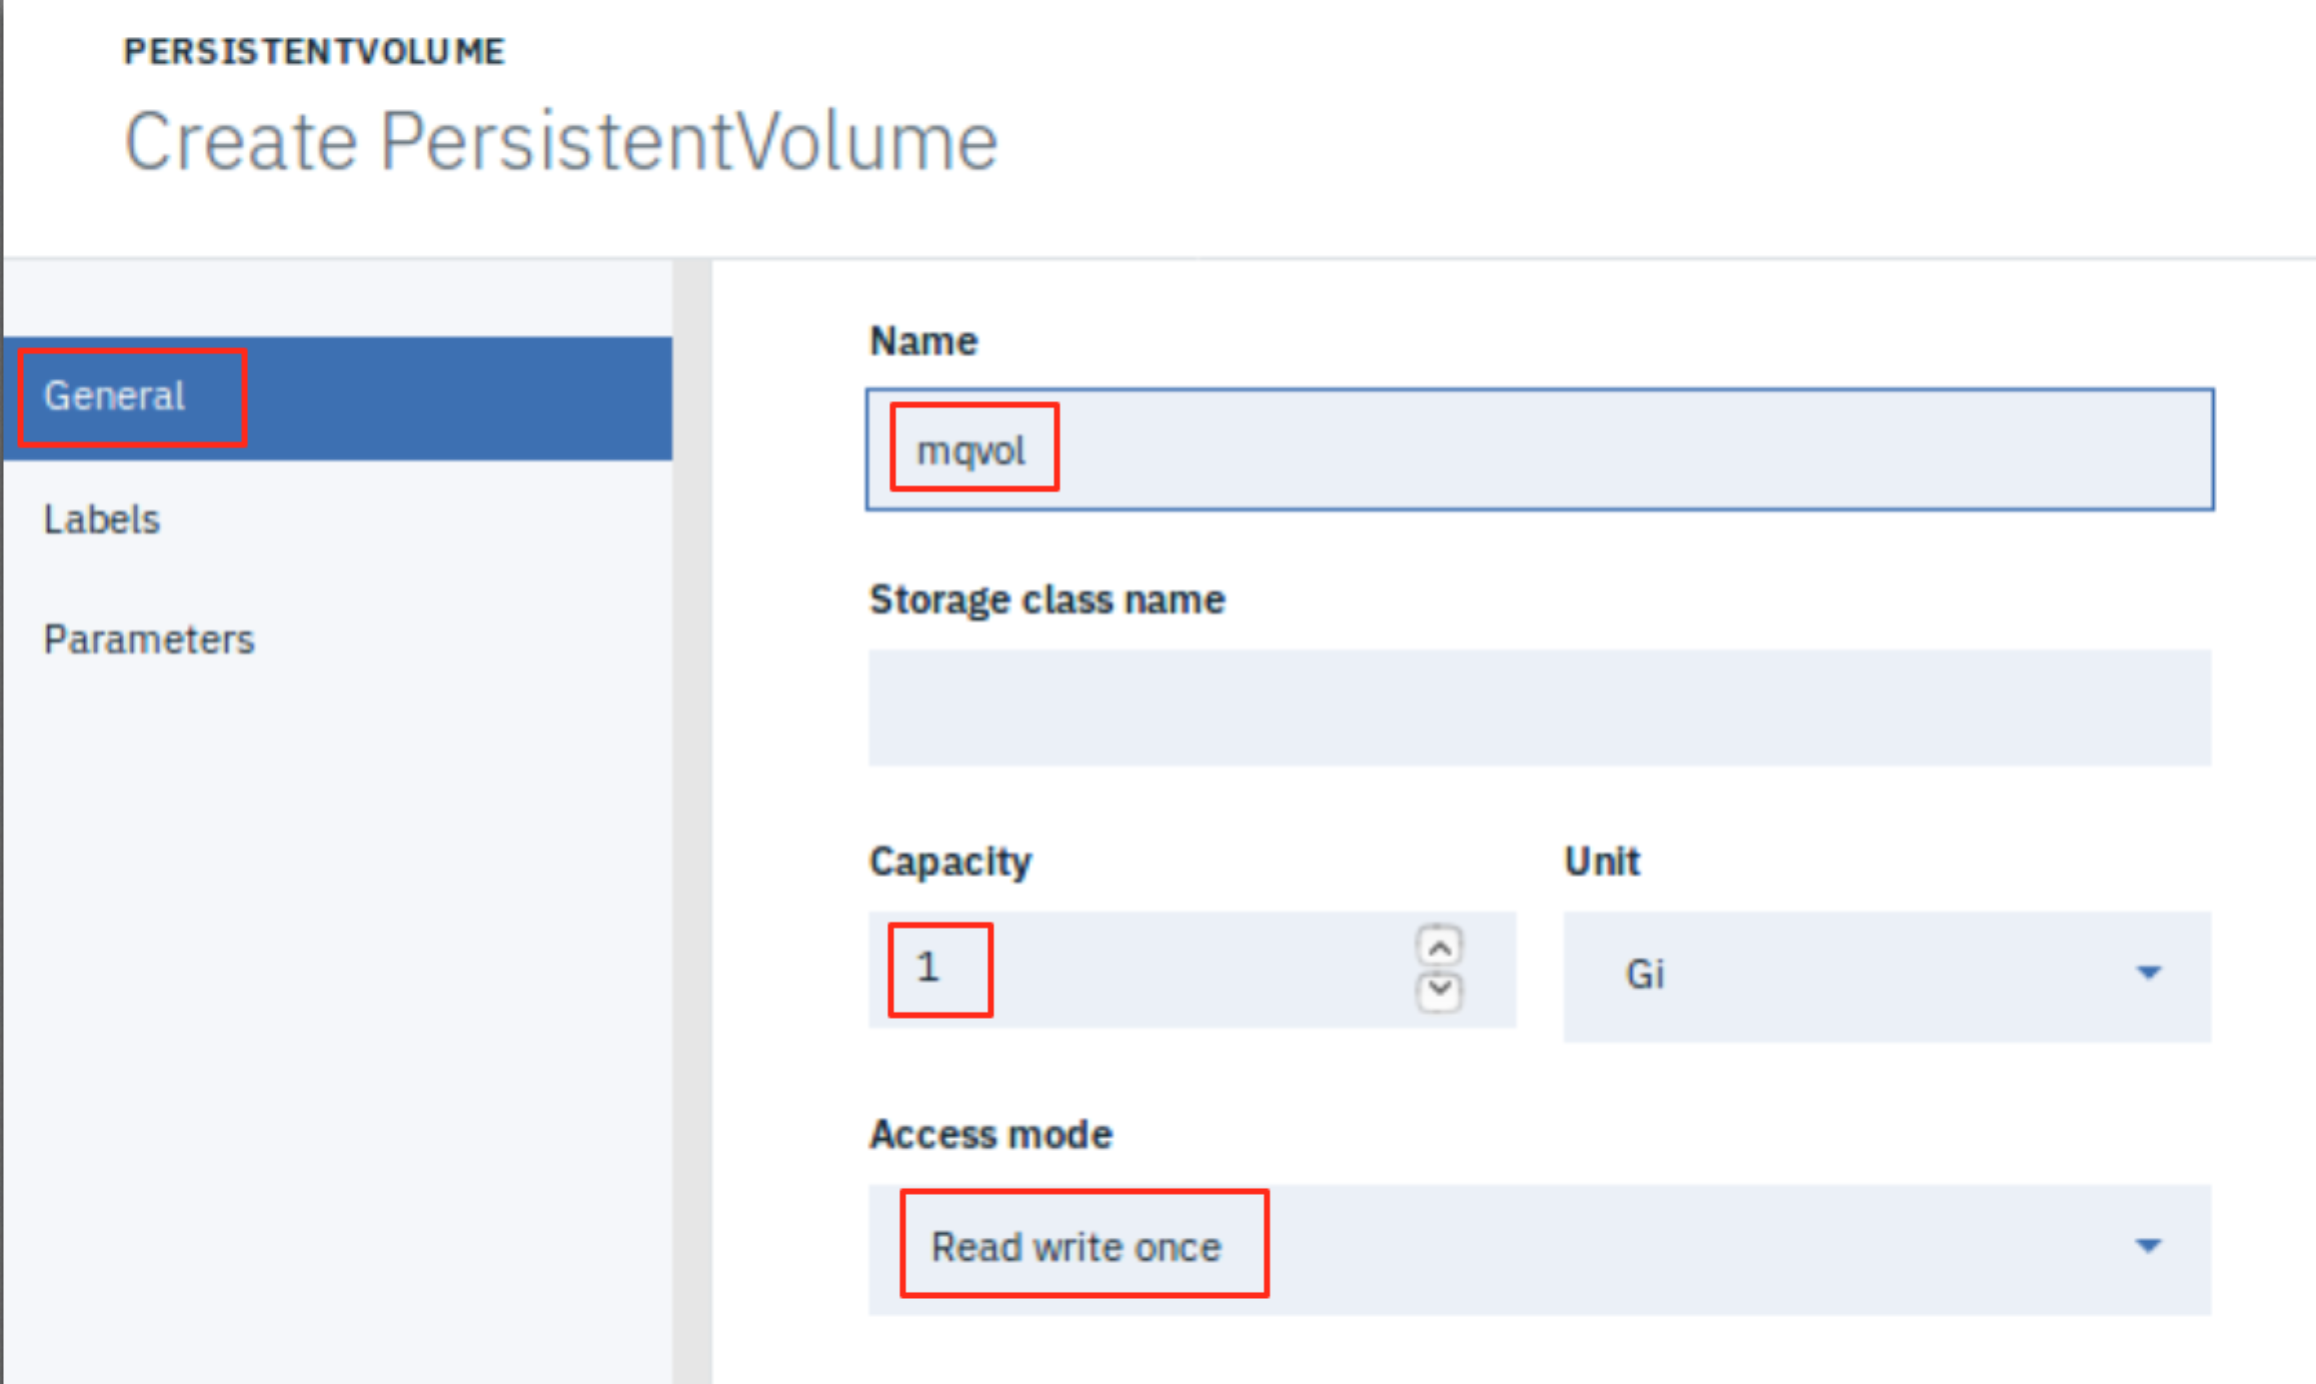 PERSISTENTVOLUME
Create PersistentVolume
General
Labels
Parameters
Name
mqvol
Storage class name
Capacity
Unit
1
Gi
Access mode
Read write once